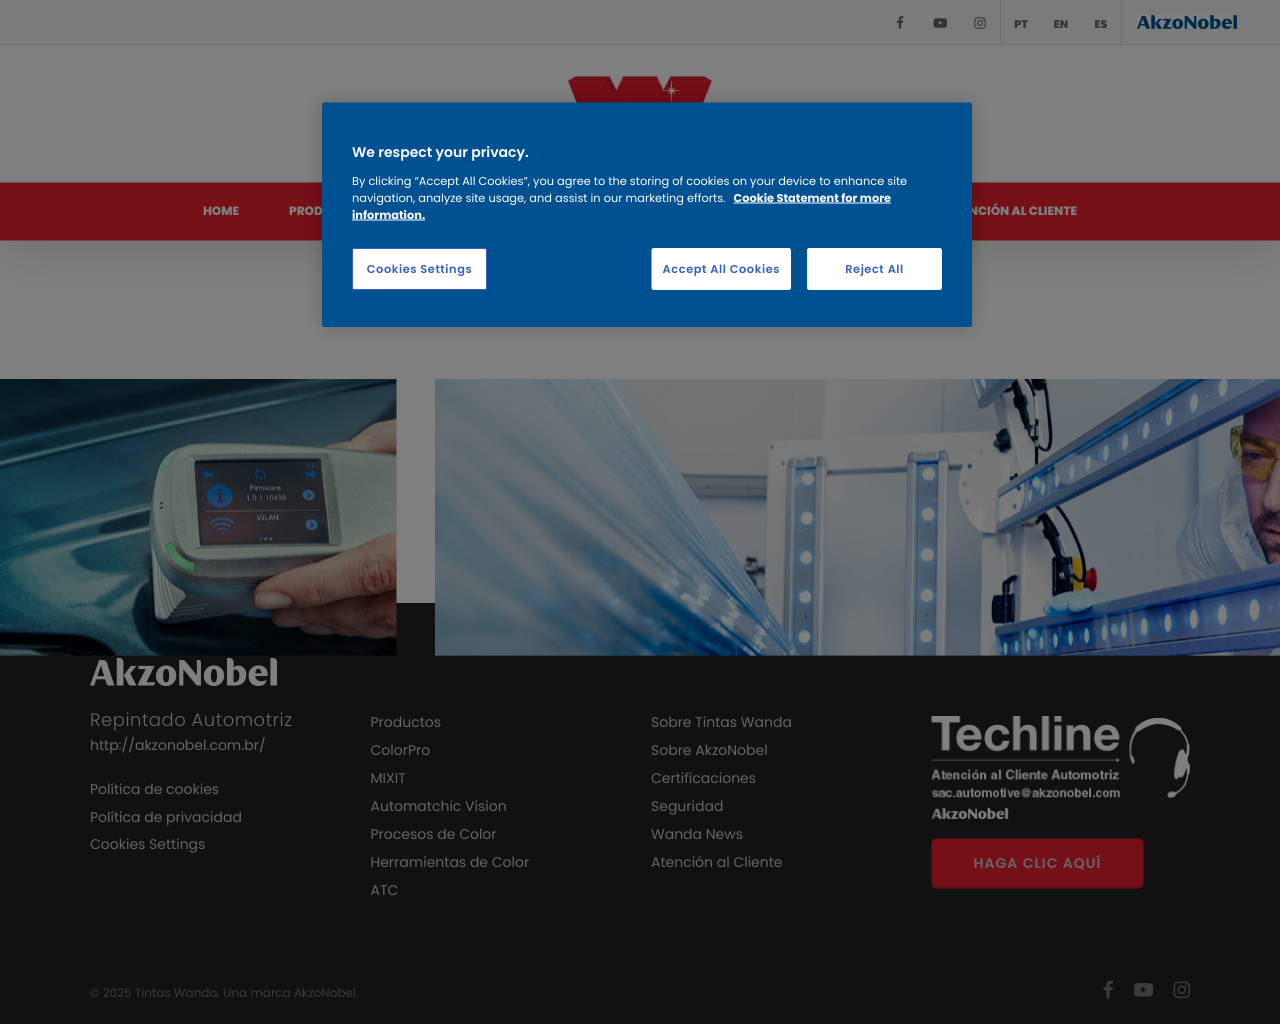 PT EN ES AkzoNobel
We respect your privacy.
By clicking “Accept All Cookies”, you agree to the storing of cookies on your device to enhance site
navigation, analyze site usage, and assist in our marketing efforts. Cookie Statement for more
information.
HOME PROD NCIÓN AL CLIENTE
Cookies Settings Accept All Cookies Reject All
Firmware
1.0.1.10436
WLAN
AkzoNobel
Repintado Automotriz
http://akzonobel.com.br/
Política de cookies
Política de privacidad
Cookies Settings
Productos
ColorPro
MIXIT
Automatchic Vision
Procesos de Color
Herramientas de Color
ATC
Sobre Tintas Wanda
Sobre AkzoNobel
Certificaciones
Seguridad
Wanda News
Atención al Cliente
Techline
Atención al Cliente Automotriz
sac.automotive@akzonobel.com
AkzoNobel
HAGA CLIC AQUÍ
© 2025 Tintas Wanda. Una marca AkzoNobel.